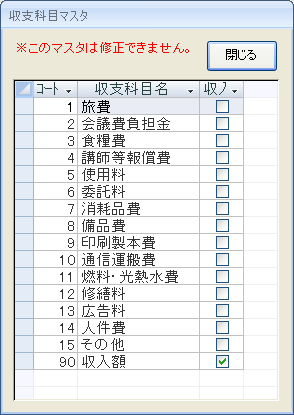 収支科目マスタ
※このマスタは修正できません。
閉じる
コード 収支科目名 収入
1 旅費
2 会議費負担金
3 食糧費
4 講師等報償費
5 使用料
6 委託料
7 消耗品費
8 備品費
9 印刷製本費
10 通信運搬費
11 燃料・光熱水費
12 修繕料
13 広告料
14 人件費
15 その他
90 収入額